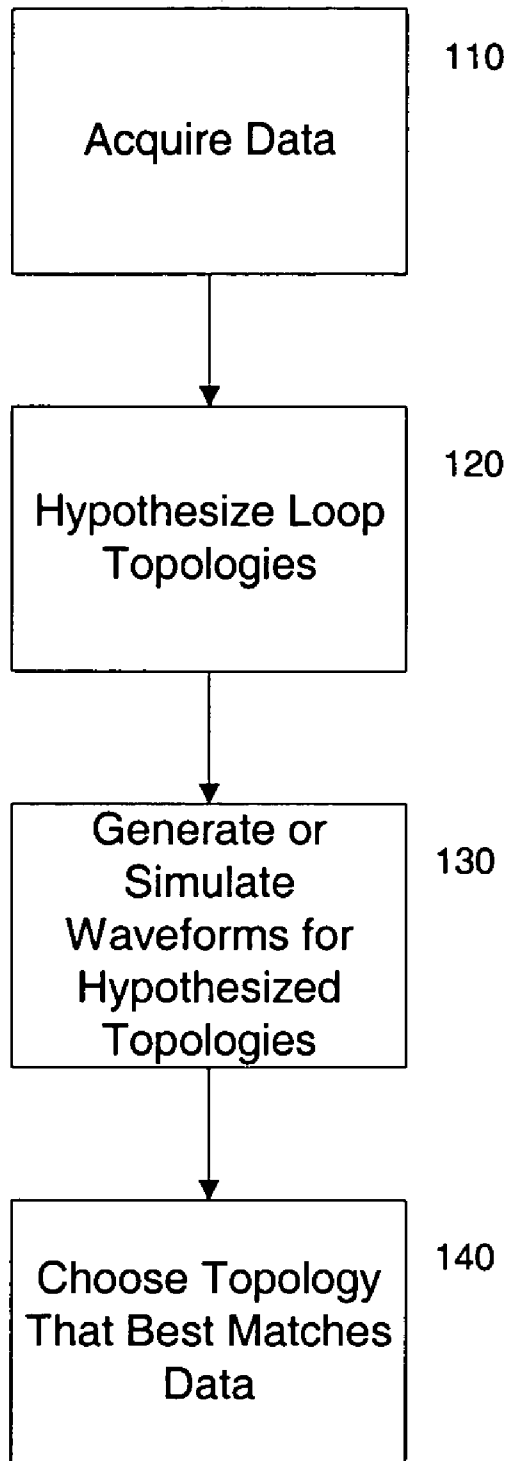 110
Acquire Data
120
Hypothesize Loop
Topologies
130
Generate or
Simulate
Waveforms for
Hypothesized
Topologies
140
Choose Topology
That Best Matches
Data